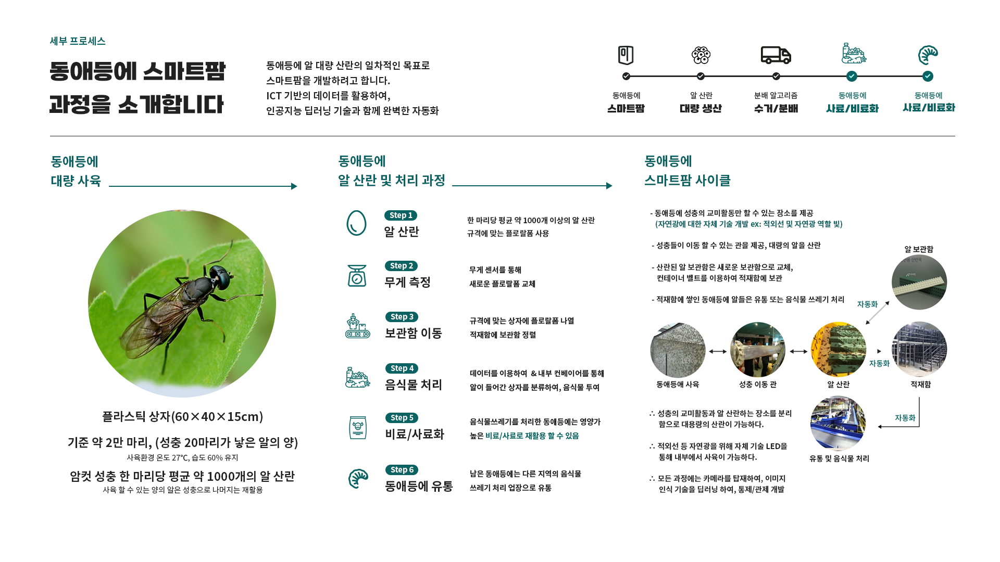 세부 프로세스
동애등에 스마트팜
과정을 소개합니다
동애등에 알 대량 산란의 일차적인 목표로
스마트팜을 개발하려고 합니다.
ICT 기반의 데이터를 활용하여,
인공지능 딥러닝 기술과 함께 완벽한 자동화
동애등에
스마트팜
알 산란
대량 생산
분배 알고리즘
수거/분배
동애등에
사료/비료화
동애등에
사료/비료화
동애등에
대량 사육
플라스틱 상자(60×40×15cm)
기준 약 2만 마리, (성충 20마리가 낳은 알의 양)
사육환경 온도 27℃, 습도 60% 유지
암컷 성충 한 마리당 평균 약 1000개의 알 산란
사육 할 수 있는 양의 알은 성충으로 나머지는 재활용
동애등에
알 산란 및 처리 과정
Step 1
알 산란
한 마리당 평균 약 1000개 이상의 알 산란
규격에 맞는 플로랄폼 사용
Step 2
무게 측정
무게 센서를 통해
새로운 플로랄폼 교체
Step 3
보관함 이동
규격에 맞는 상자에 플로랄폼 나열
적재함에 보관함 정렬
Step 4
음식물 처리
데이터를 이용하여 & 내부 컨베이어를 통해
알이 들어간 상자를 분류하여, 음식물 투여
Step 5
비료/사료화
음식물쓰레기를 처리한 동애등에는 영양가
높은 비료/사료로 재활용 할 수 있음
Step 6
동애등에 유통
남은 동애등에는 다른 지역의 음식물
쓰레기 처리 업장으로 유통
동애등에
스마트팜 사이클
- 동애등에 성충의 교미활동만 할 수 있는 장소를 제공
(자연광에 대한 자체 기술 개발 ex: 적외선 및 자연광 역할 빛)
- 성충들이 이동 할 수 있는 관을 제공, 대량의 알을 산란
- 산란된 알 보관함은 새로운 보관함으로 교체,
컨테이너 벨트를 이용하여 적재함에 보관
- 적재함에 쌓인 동애등에 알들은 유통 또는 음식물 쓰레기 처리
알 보관함
자동화
자동화
동애등애 사육
성충 이동 관
알 산란
적재함
자동화
유통 및 음식물 처리
∴ 성충의 교미활동과 알 산란하는 장소를 분리
함으로 대용량의 산란이 가능하다.
∴ 적외선 등 자연광을 위해 자체 기술 LED을
통해 내부에서 사육이 가능하다.
∴ 모든 과정에는 카메라를 탑재하여, 이미지
인식 기술을 딥러닝 하여, 통제/관제 개발